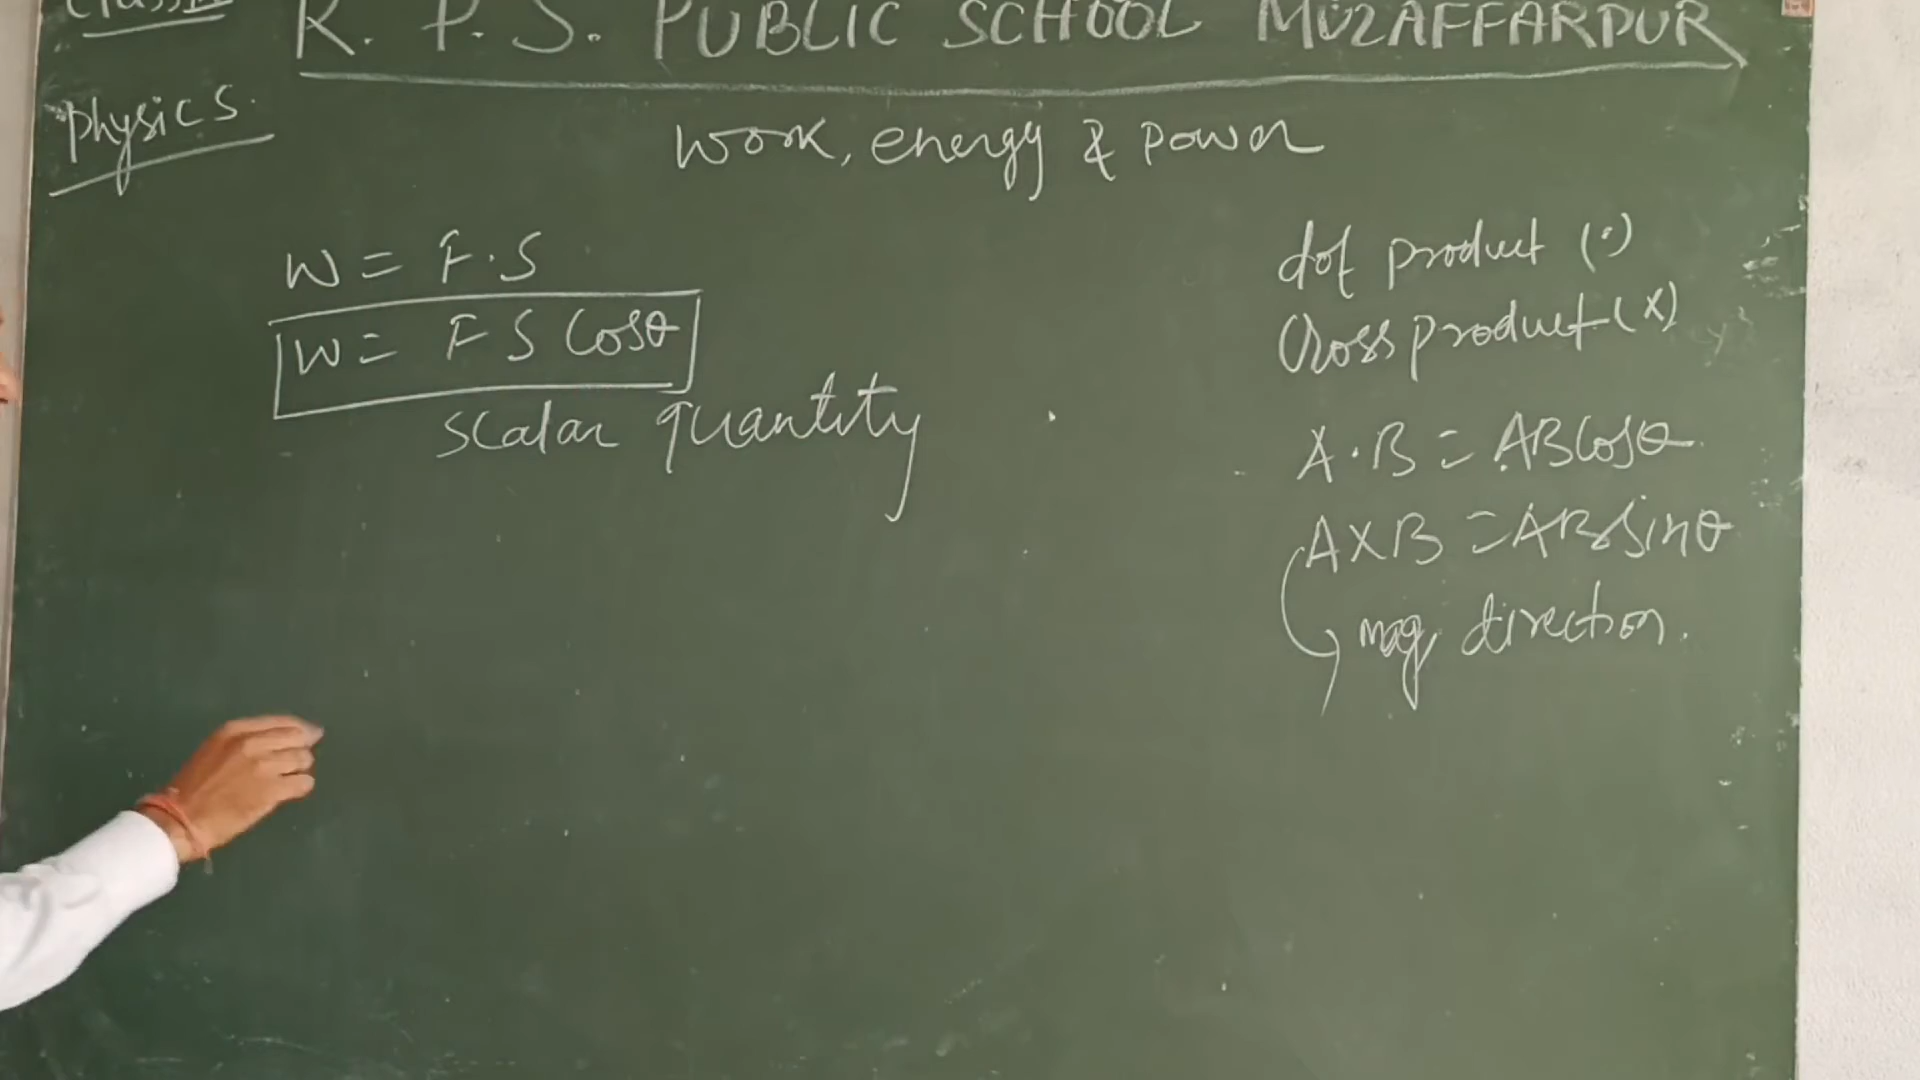 R. P. S. PUBLIC SCHOOL MUZAFFARPUR
Physics
Work, energy & power
W = F.S
W = F S Cosθ
scalar quantity
dot product (.)
Cross product (x)
A.B = ABCosθ
AXB = ABSinθ
mag, direction.